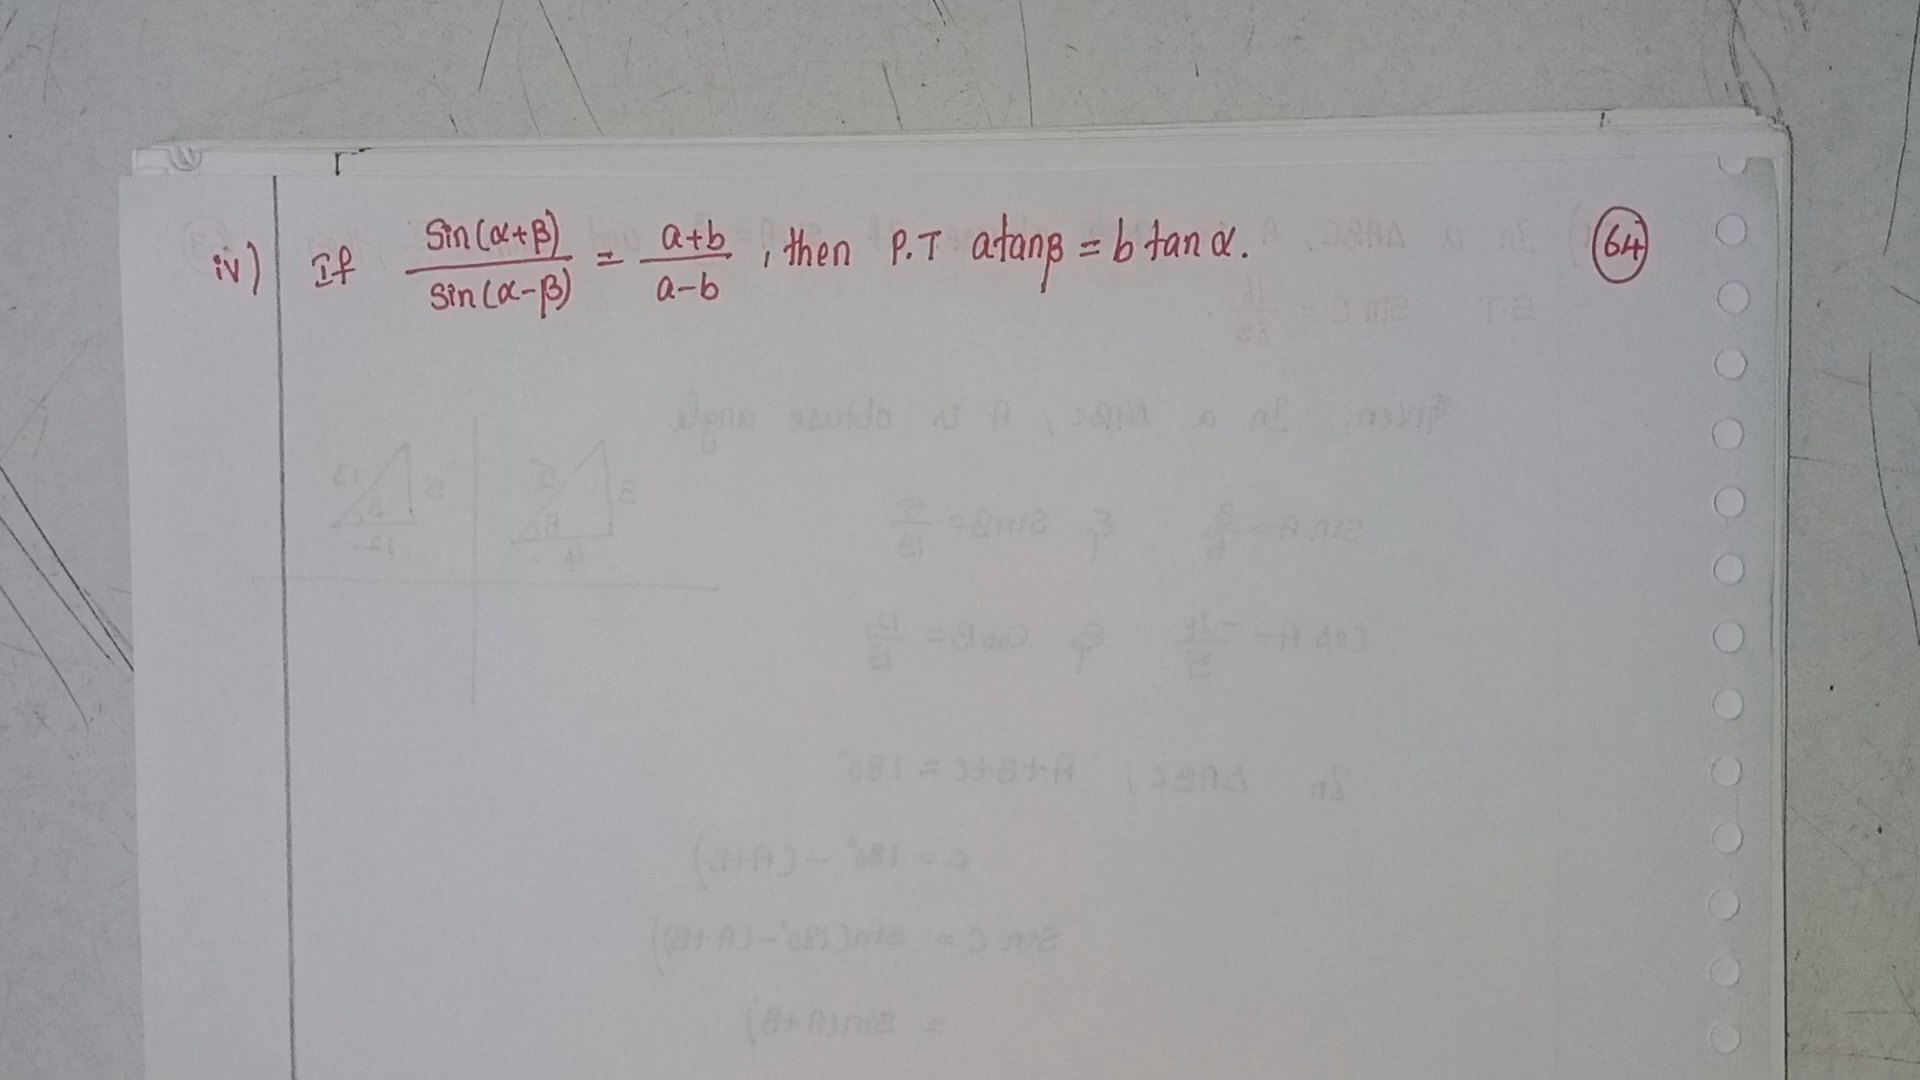 iv) If Sin(α+β)/Sin(α-β) = a+b/a-b, then P.T a tanβ = b tan α. 64